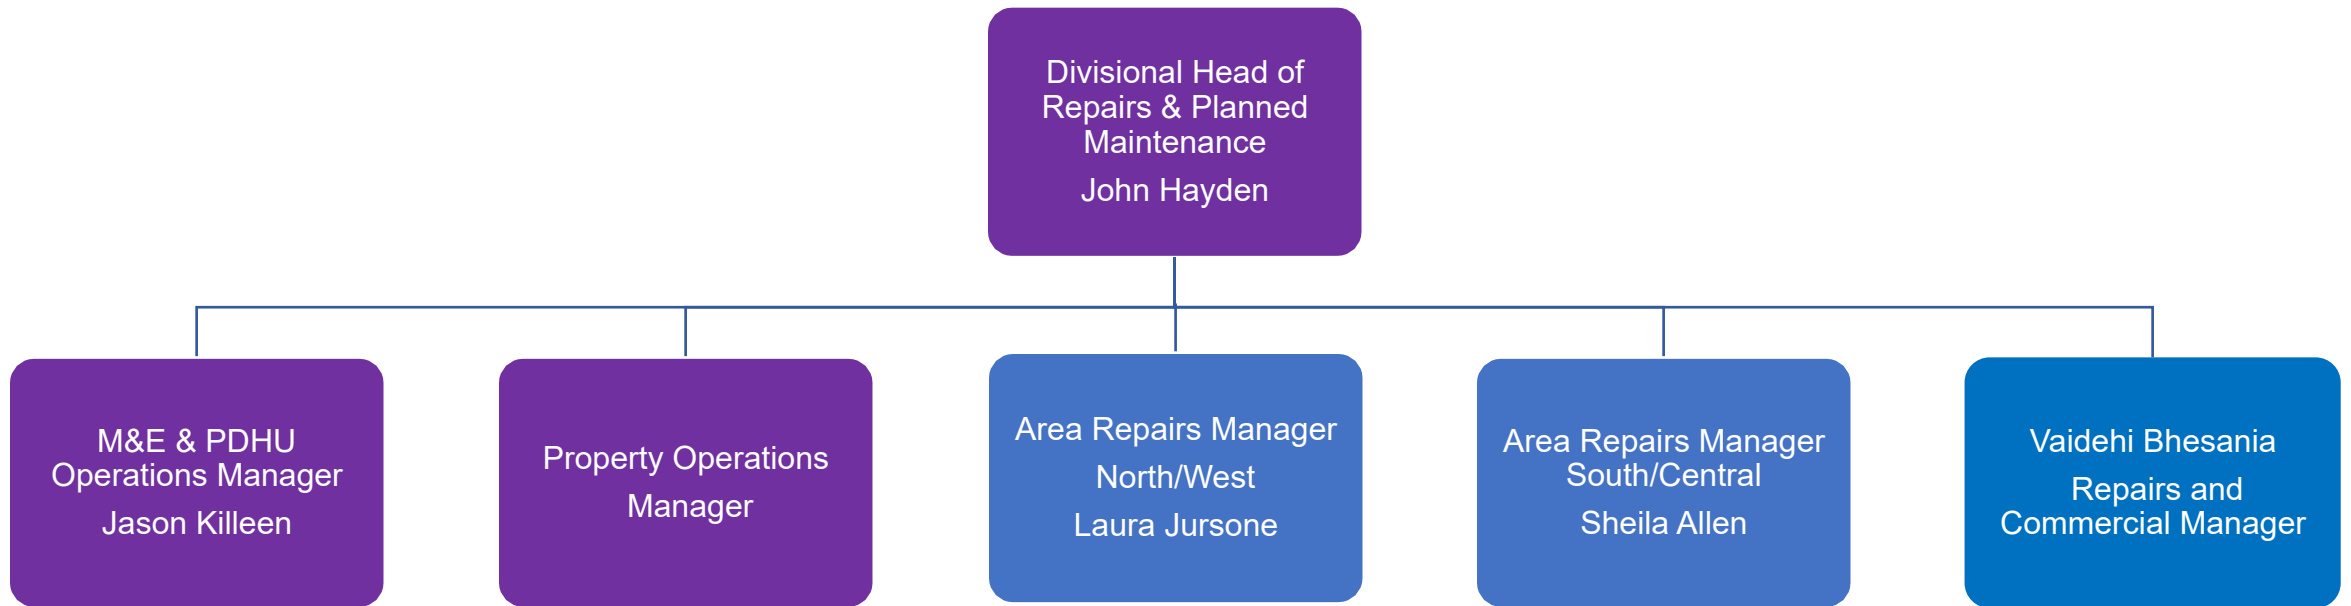 Divisional Head of
Repairs & Planned
Maintenance
John Hayden
M&E & PDHU
Operations Manager
Jason Killeen
Property Operations
Manager
Area Repairs Manager
North/West
Laura Jursone
Area Repairs Manager
South/Central
Sheila Allen
Vaidehi Bhesania
Repairs and
Commercial Manager